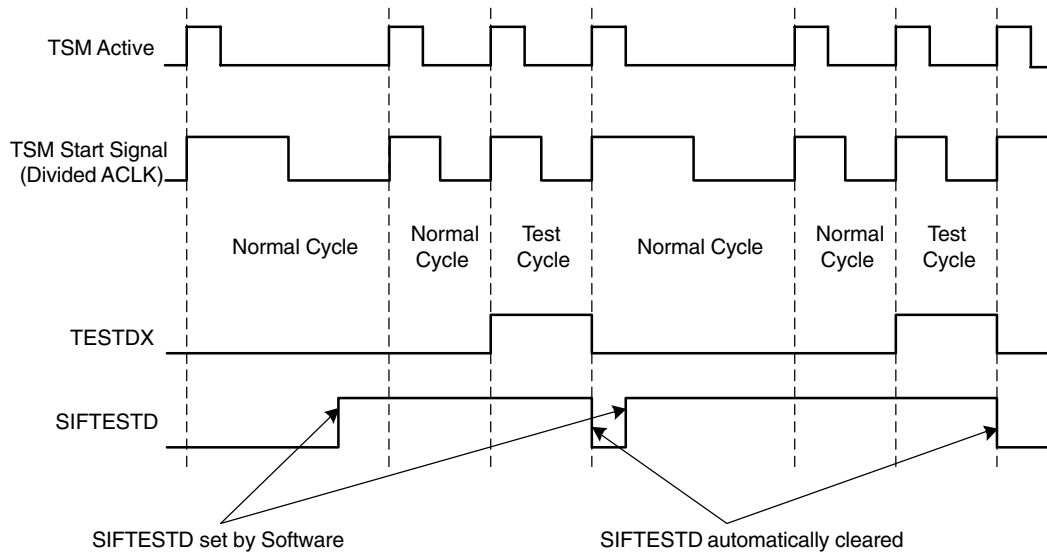 TSM Active
TSM Start Signal
(Divided ACLK)
Normal Cycle
Normal
Cycle
Test
Cycle
Normal Cycle
Normal
Cycle
Test
Cycle
TESTDX
SIFTESTD
SIFTESTD set by Software
SIFTESTD automatically cleared